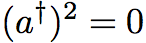 (a†)² = 0